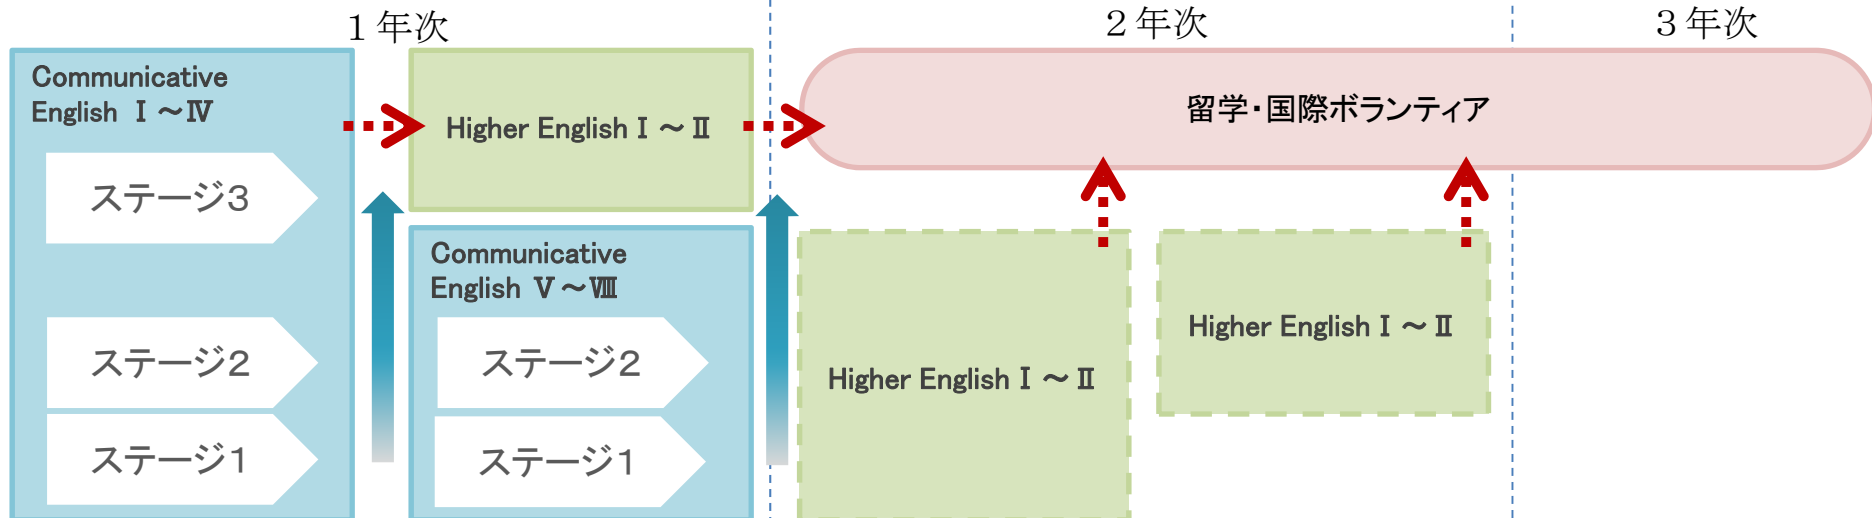 １年次
２年次
３年次
Communicative
English Ⅰ～Ⅳ
ステージ３
ステージ２
ステージ１
Higher English Ⅰ～Ⅱ
Communicative
English Ⅴ～Ⅷ
ステージ２
ステージ１
留学・国際ボランティア
Higher English Ⅰ～Ⅱ
Higher English Ⅰ～Ⅱ